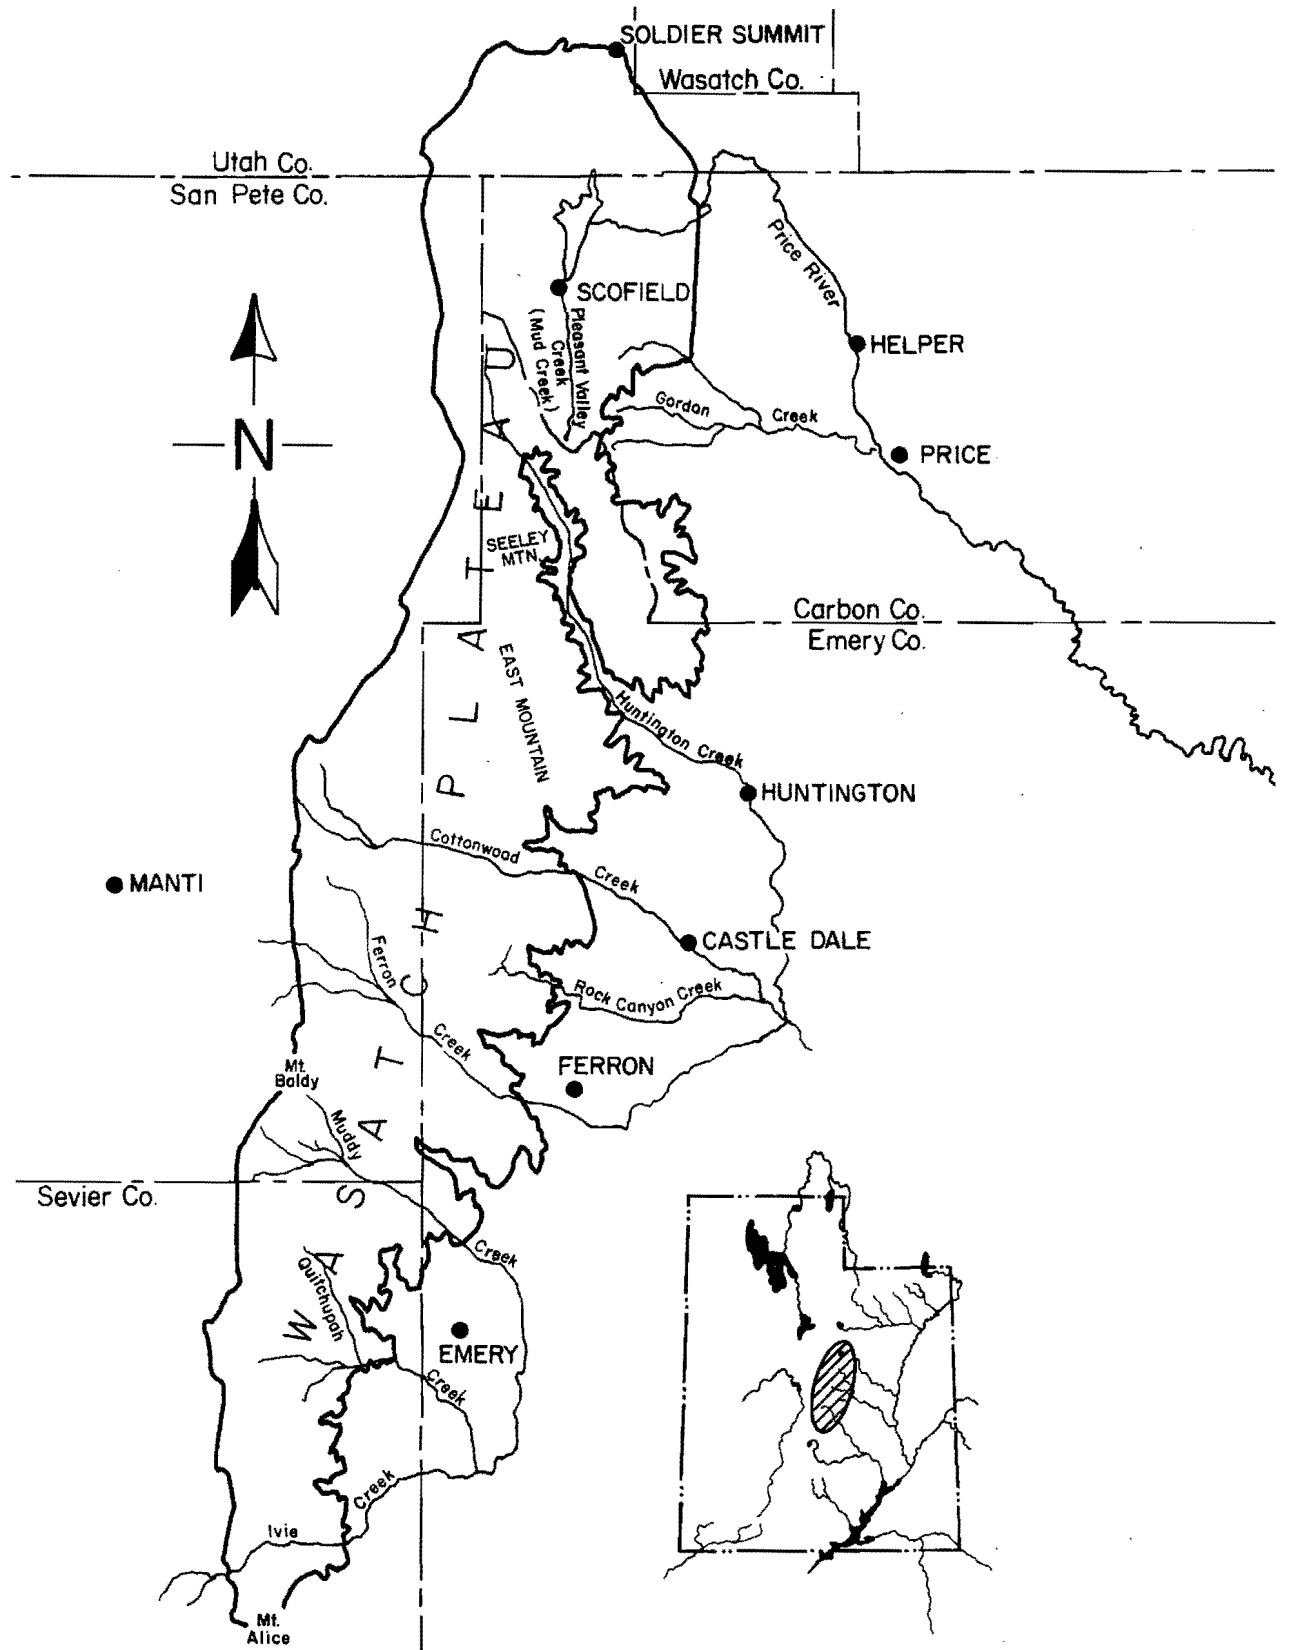 SOLDIER SUMMIT
Wasatch Co.
Utah Co.
San Pete Co.
Price River
SCOFIELD
Pleasant Valley
Creek
(Mud Creek)
HELPER
N
Gordon Creek
PRICE
SEELEY
MTN.
Carbon Co.
Emery Co.
EAST MOUNTAIN
WASATCH PLATEAU
Huntington Creek
HUNTINGTON
Cottonwood Creek
MANTI
CASTLE DALE
Ferron Creek
Rock Canyon Creek
FERRON
Mt.
Baldy
Muddy Creek
Sevier Co.
Quitchupah Creek
EMERY
Ivie Creek
Mt.
Alice